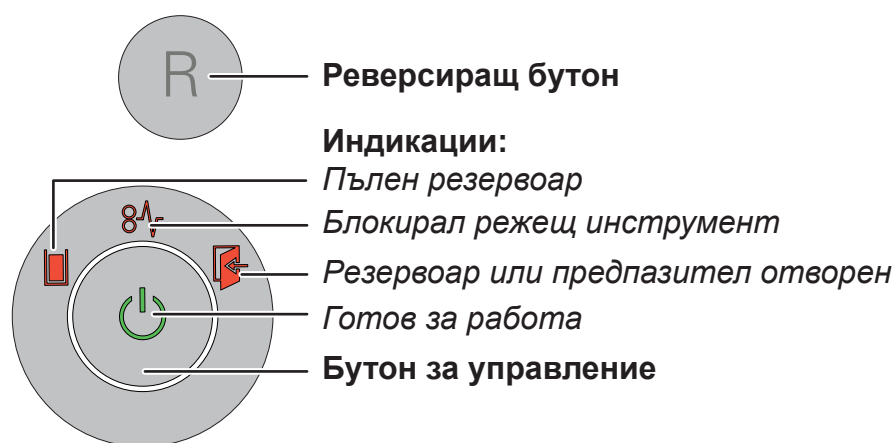 R
Реверсиращ бутон
Индикации:
Пълен резервоар
Блокирал режещ инструмент
Резервоар или предпазител отворен
Готов за работа
Бутон за управление